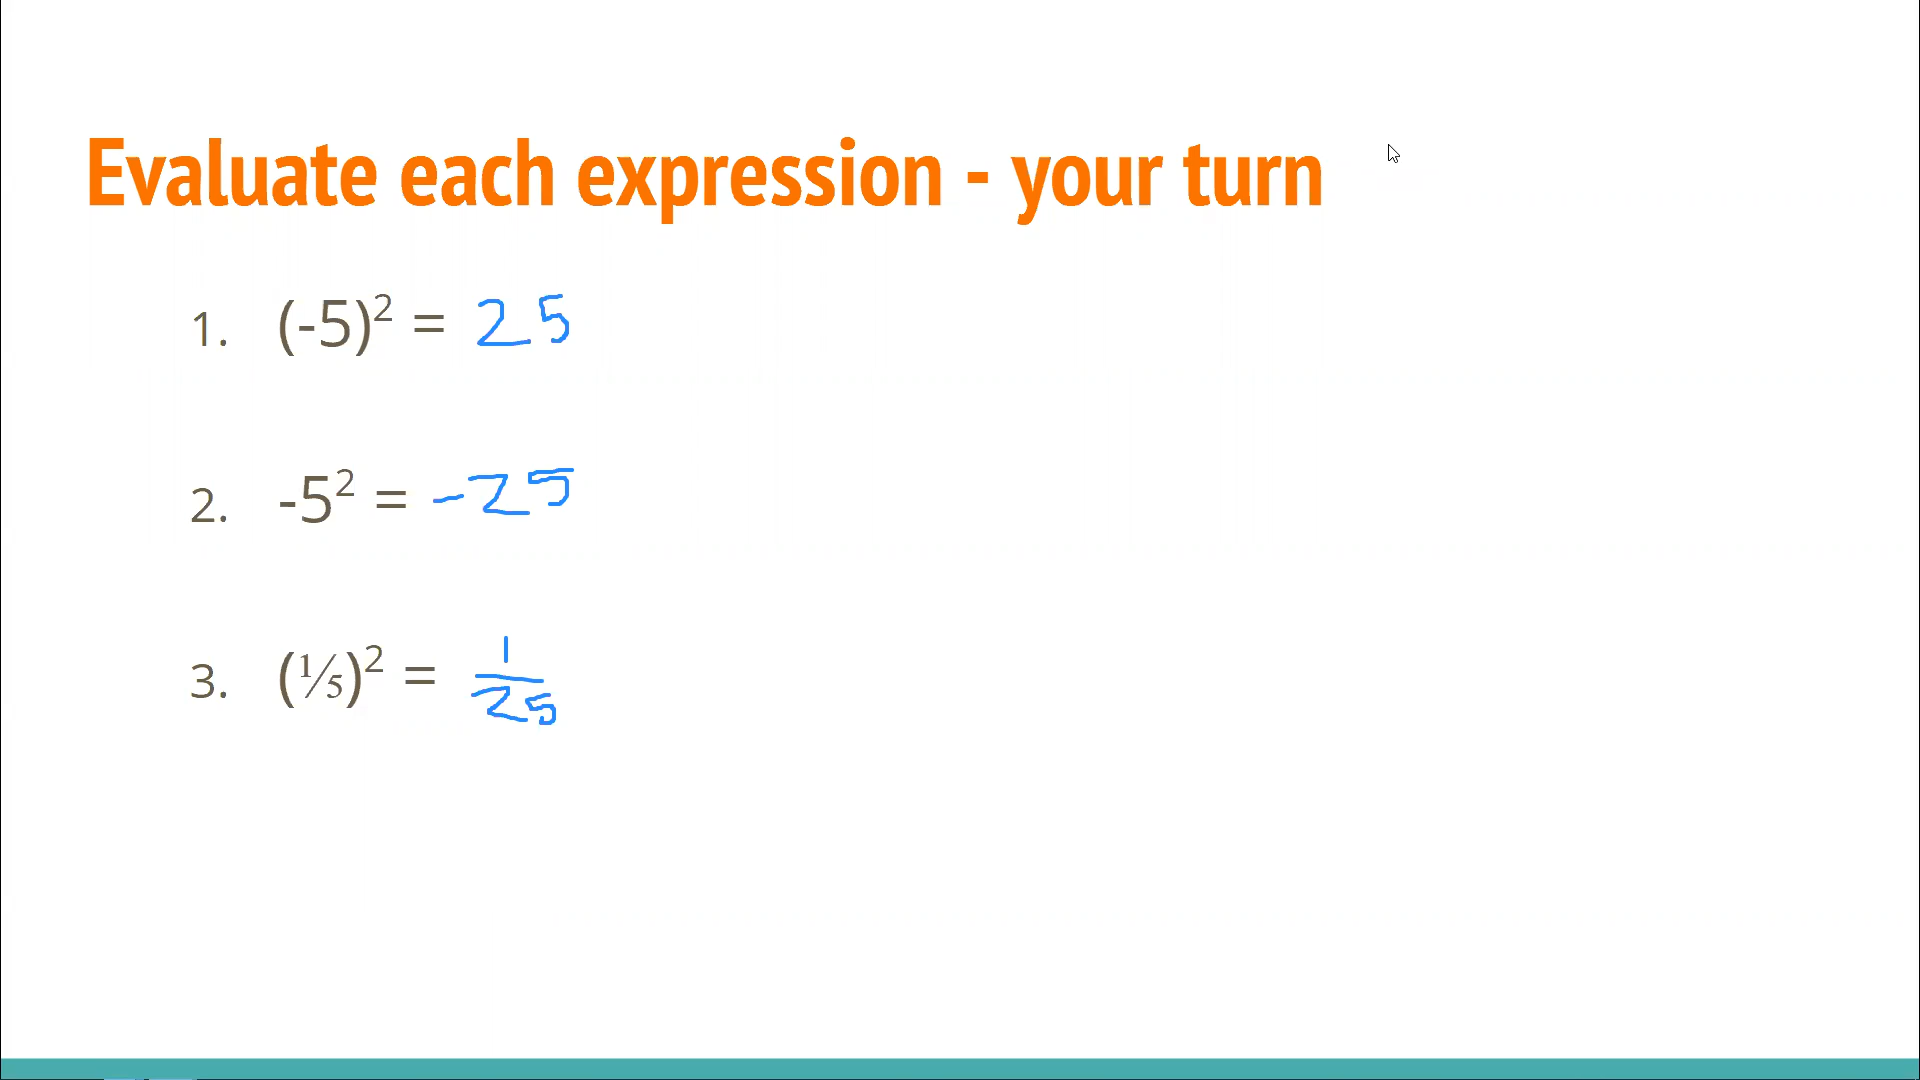 Evaluate each expression - your turn
1. (-5)² = 25
2. -5² = -25
3. (⅕)² = 1/25